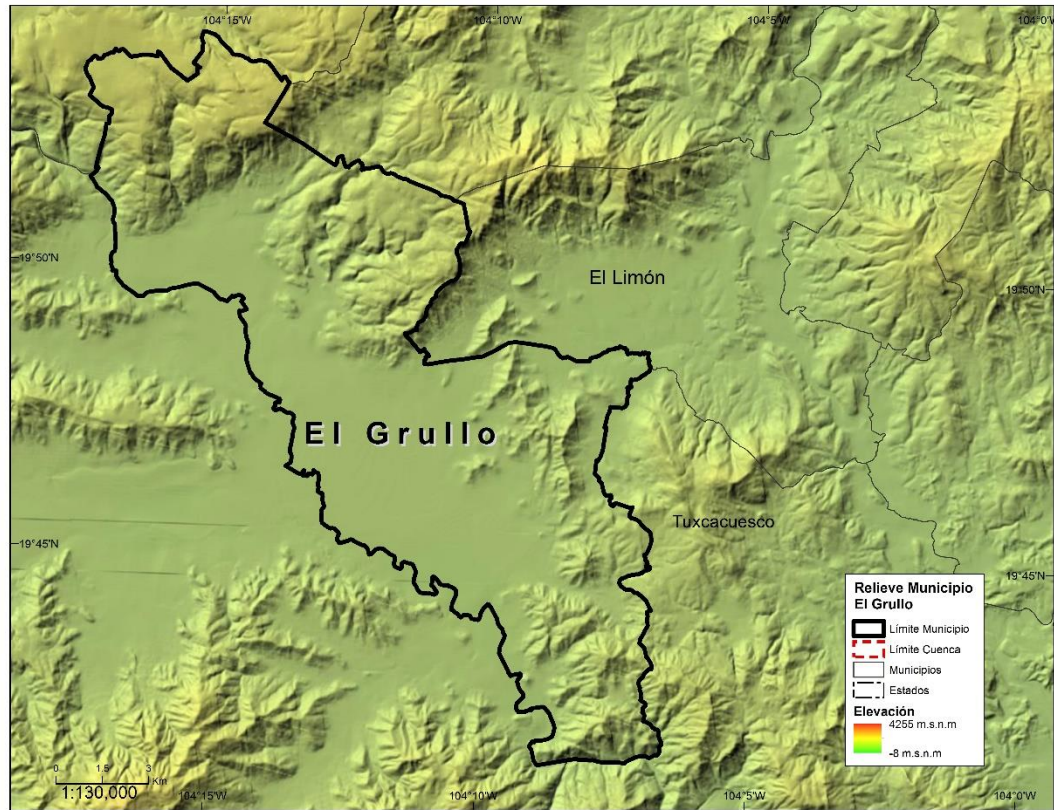 104°15'W
104°10'W
104°5'W
104°0'
19°50'N
19°50'N
El Limón
El Grullo
Tuxcacuesco
19°45'N
19°45'N
Relieve Municipio
El Grullo
Límite Municipio
Límite Cuenca
Municipios
Estados
Elevación
4255 m.s.n.m
-8 m.s.n.m
0 1.5 3
Km
1:130,000
104°15'W
104°10'W
104°5'W
104°0'W